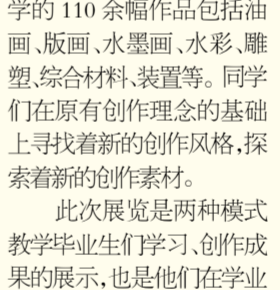 学的 110 余幅作品包括油
画、版画、水墨画、水彩、雕
塑、综合材料、装置等。同学
们在原有创作理念的基础
上寻找着新的创作风格,探
索着新的创作素材。
此次展览是两种模式
教学毕业生们学习、创作成
果的展示,也是他们在学业